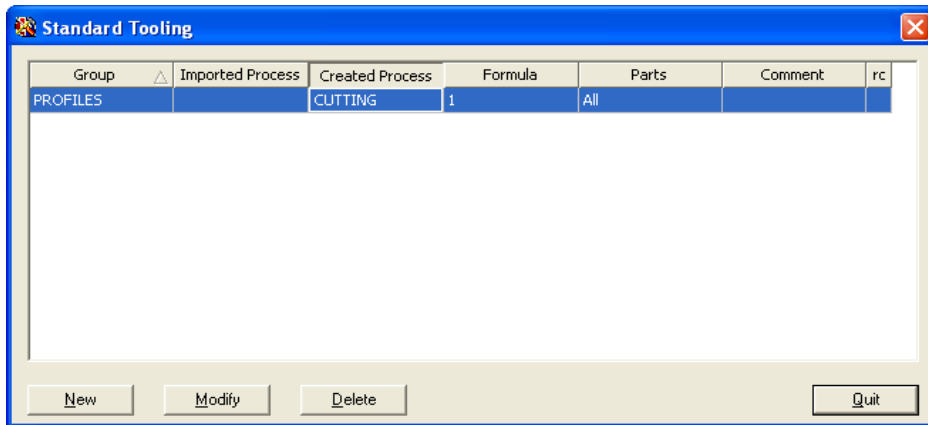 Standard Tooling
Group Imported Process Created Process Formula Parts Comment rc
PROFILES CUTTING 1 All
New Modify Delete Quit